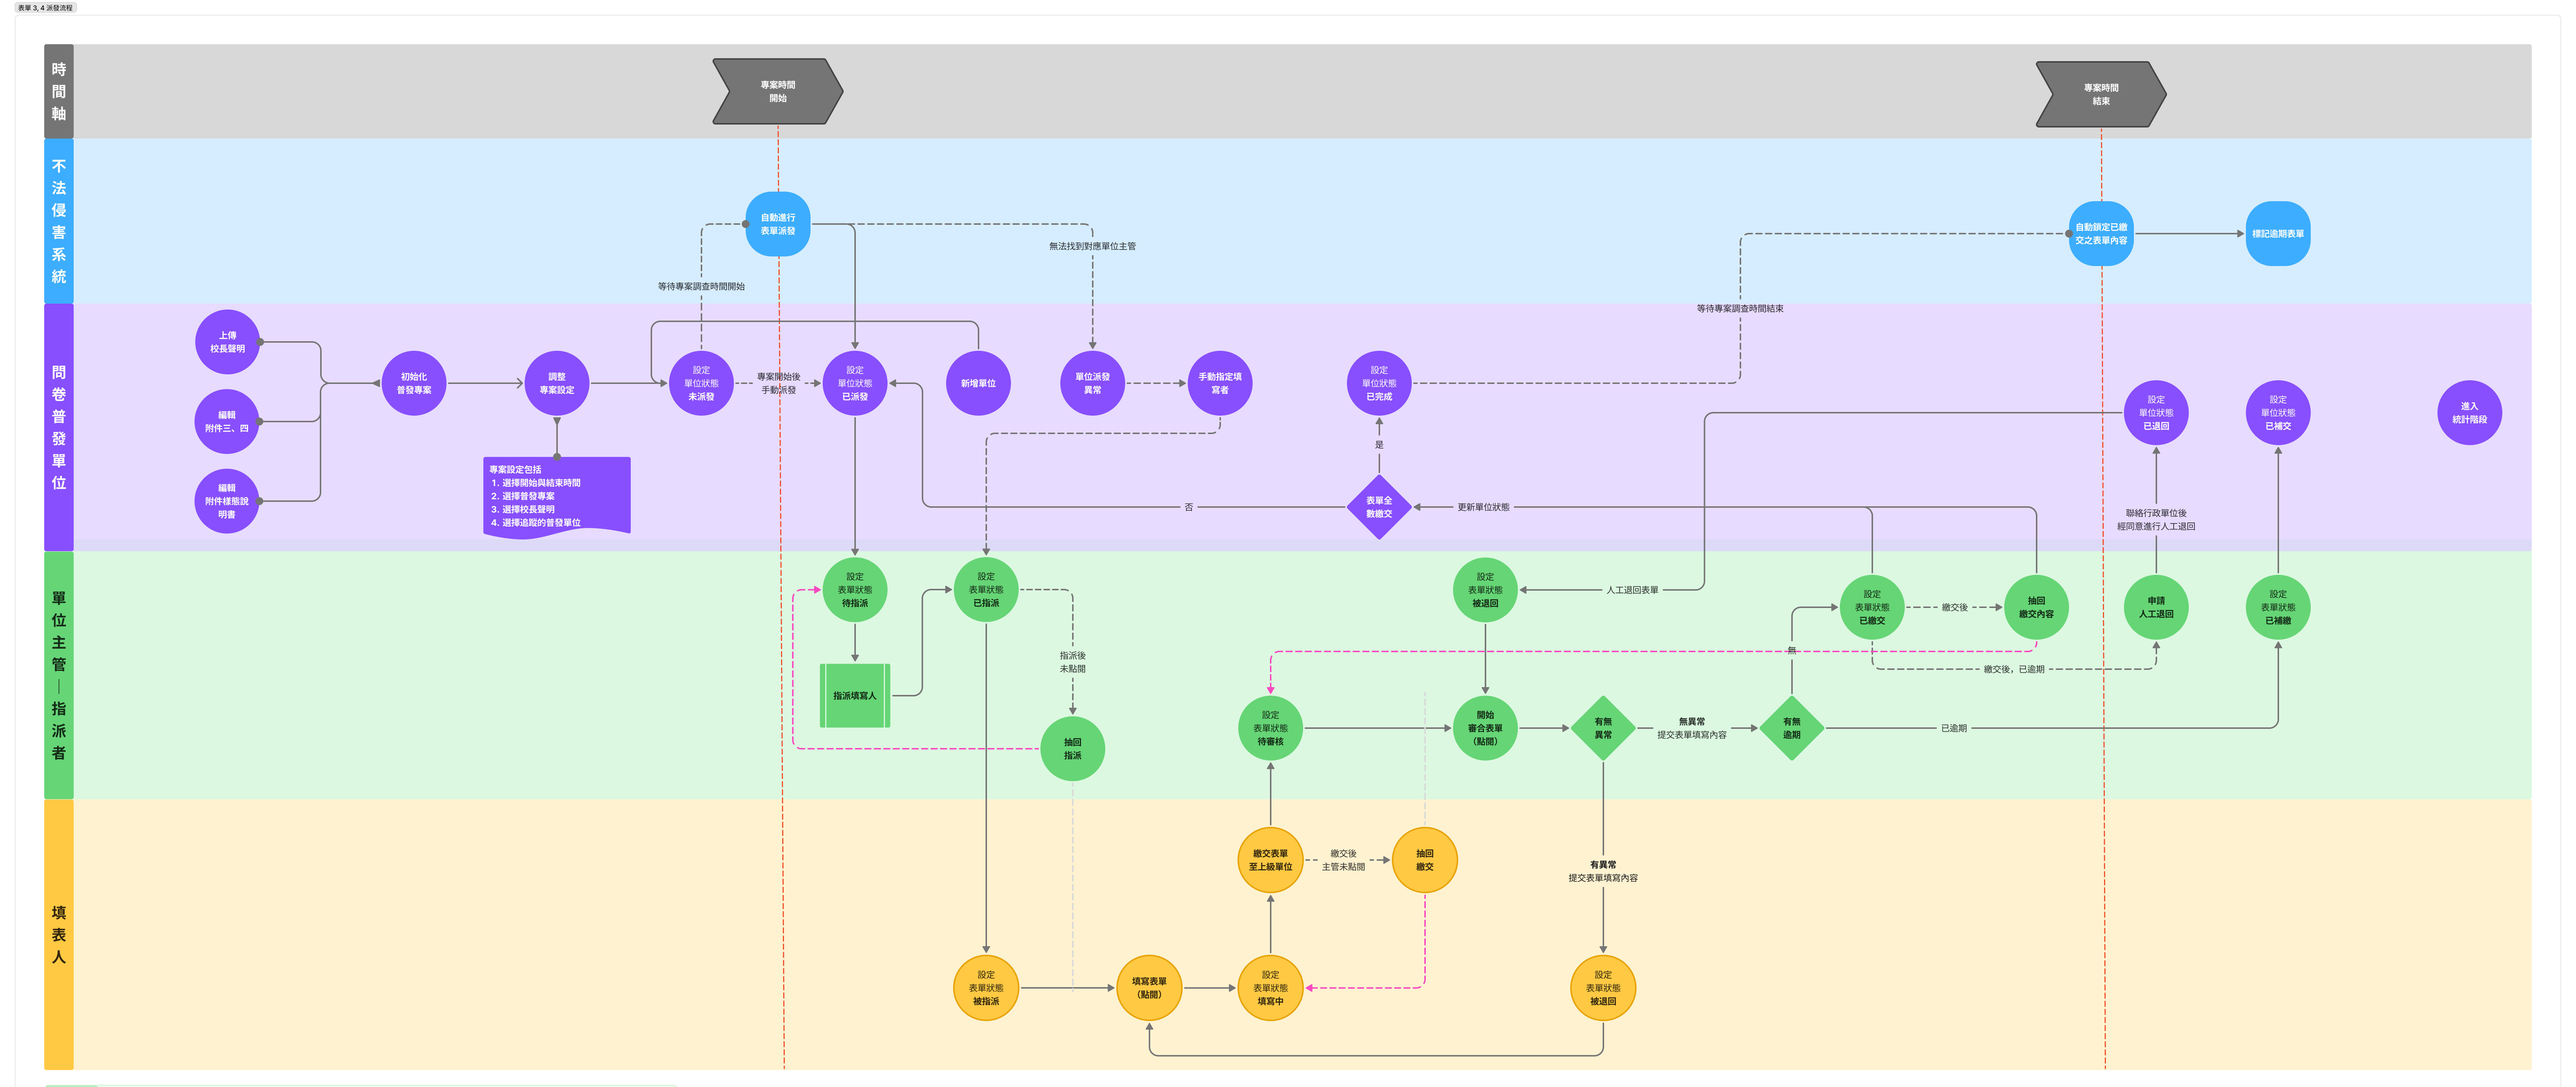 表單 3, 4 派發流程
時間軸
專案時間
開始
專案時間
結束
不法侵害系統
自動進行
表單派發
無法找到對應單位主管
等待專案調查時間開始
自動鎖定已繳
交之表單內容
標記逾期表單
等待專案調查時間結束
問卷普發單位
上傳
校長聲明
編輯
附件三、四
編輯
附件樣態說
明書
初始化
普發專案
調整
專案設定
專案設定包括
1. 選擇開始與結束時間
2. 選擇普發專案
3. 選擇校長聲明
4. 選擇追蹤的普發單位
設定
單位狀態
未派發
專案開始後
手動派發
設定
單位狀態
已派發
新增單位
單位派發
異常
手動指定填
寫者
設定
單位狀態
已完成
是
表單全
數繳交
否
更新單位狀態
設定
單位狀態
已退回
設定
單位狀態
已補交
進入
統計階段
聯絡行政單位後
經同意進行人工退回
單位主管｜指派者
設定
表單狀態
待指派
指派填寫人
設定
表單狀態
已指派
指派後
未點開
抽回
指派
設定
表單狀態
被退回
人工退回表單
設定
表單狀態
待審核
開始
審合表單
（點開）
有無
異常
無異常
提交表單填寫內容
有無
逾期
無
已逾期
設定
表單狀態
已繳交
繳交後
抽回
繳交內容
繳交後，已逾期
申請
人工退回
設定
表單狀態
已補繳
填表人
繳交表單
至上級單位
繳交後
主管未點開
抽回
繳交
有異常
提交表單填寫內容
設定
表單狀態
被指派
填寫表單
（點開）
設定
表單狀態
填寫中
設定
表單狀態
被退回